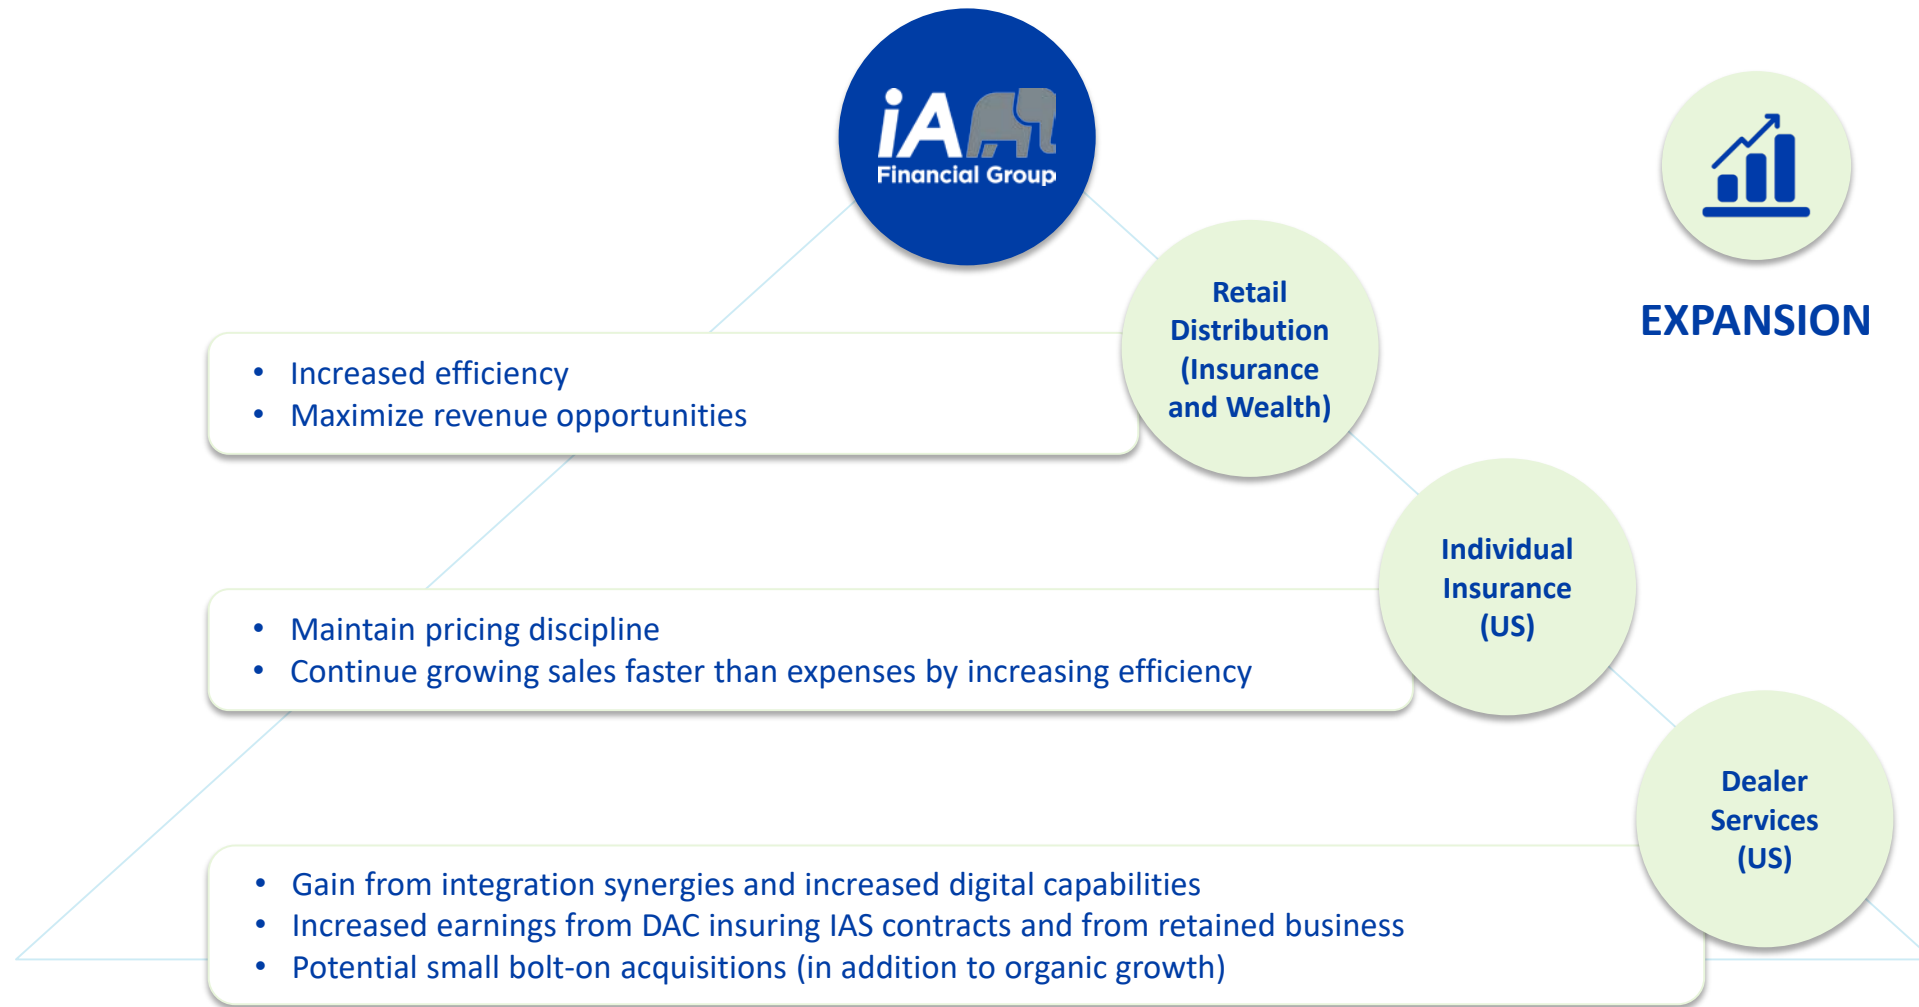 iA
Financial Group
EXPANSION
Retail
Distribution
(Insurance
and Wealth)
• Increased efficiency
• Maximize revenue opportunities
Individual
Insurance
(US)
• Maintain pricing discipline
• Continue growing sales faster than expenses by increasing efficiency
Dealer
Services
(US)
• Gain from integration synergies and increased digital capabilities
• Increased earnings from DAC insuring IAS contracts and from retained business
• Potential small bolt-on acquisitions (in addition to organic growth)